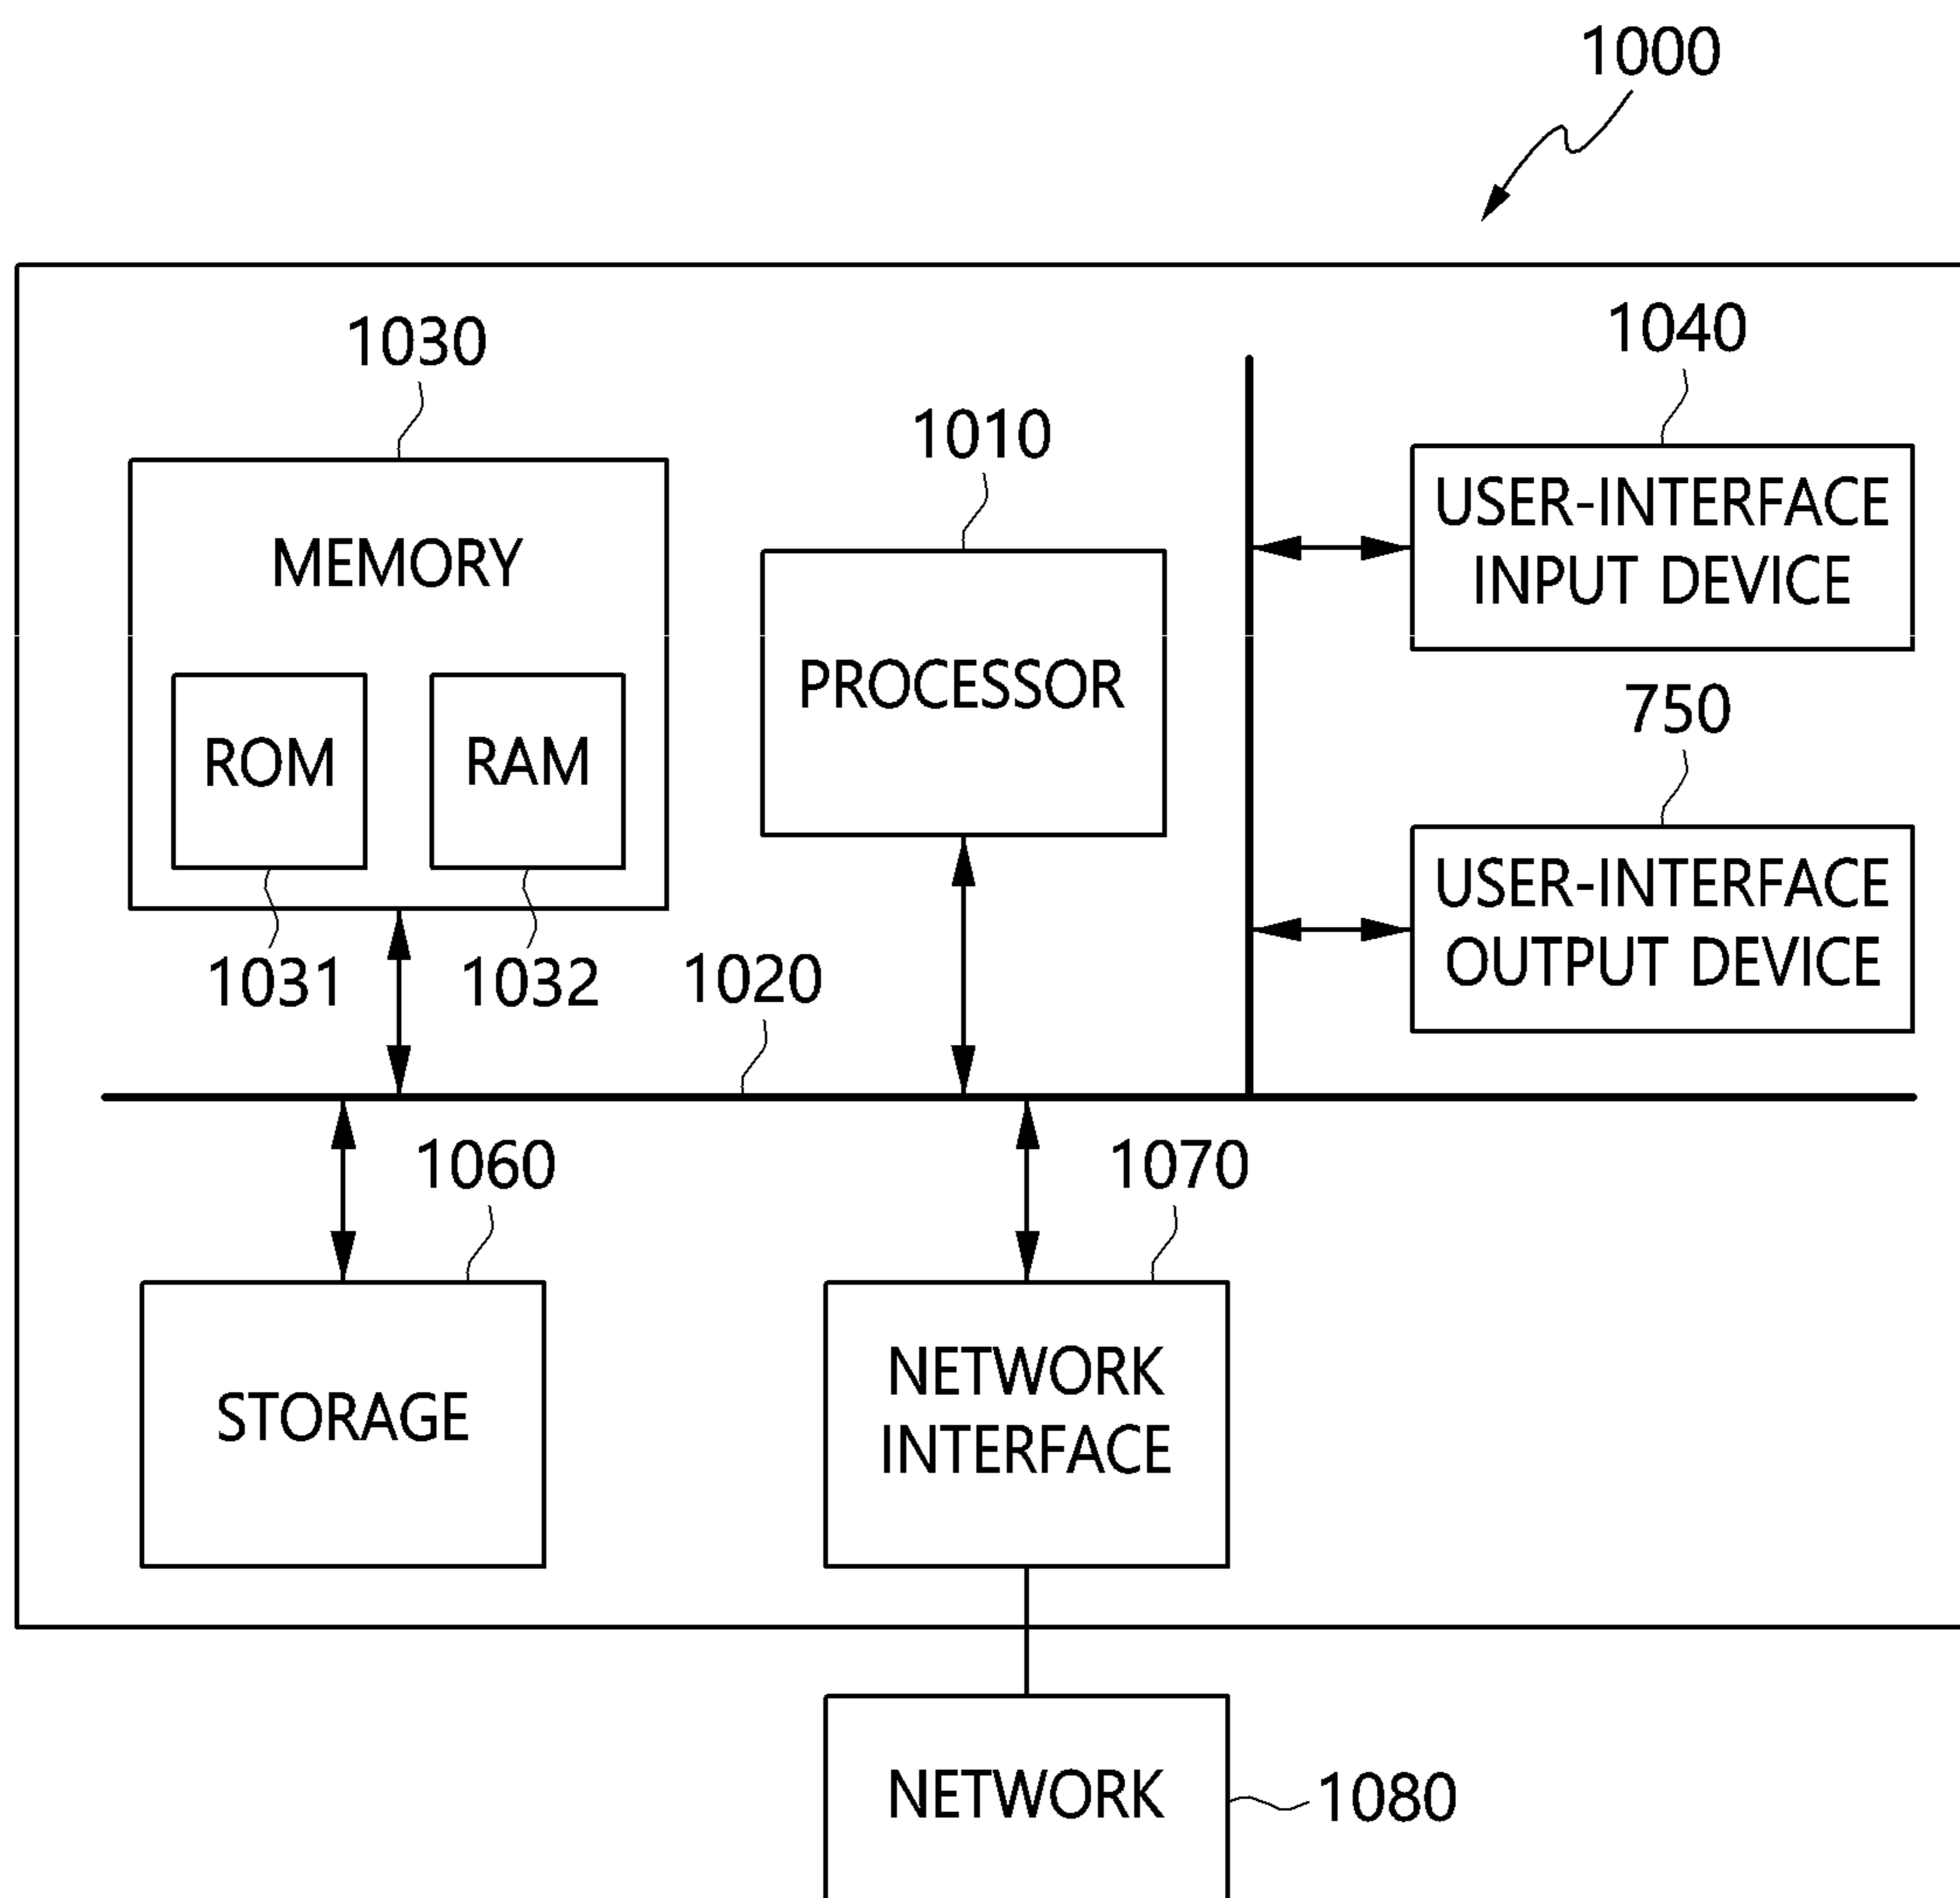 1000
1030
1040
1010
USER-INTERFACE
INPUT DEVICE
MEMORY
PROCESSOR
750
ROM
RAM
USER-INTERFACE
OUTPUT DEVICE
1031
1032
1020
1060
1070
NETWORK
INTERFACE
STORAGE
NETWORK
1080